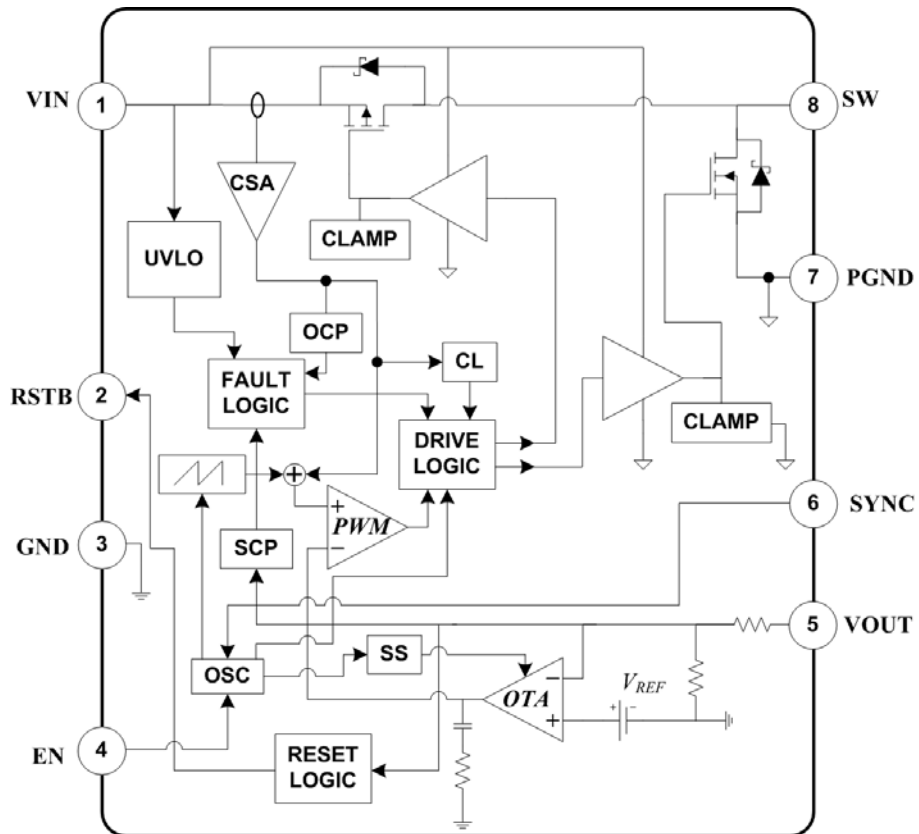 VIN 1
8 SW
CSA
CLAMP
UVLO
7 PGND
OCP
CL
FAULT
LOGIC
RSTB 2
CLAMP
DRIVE
LOGIC
+
PWM
−
6 SYNC
GND 3
SCP
5 VOUT
SS
OSC
−
OTA
+
VREF
+ −
EN 4
RESET
LOGIC